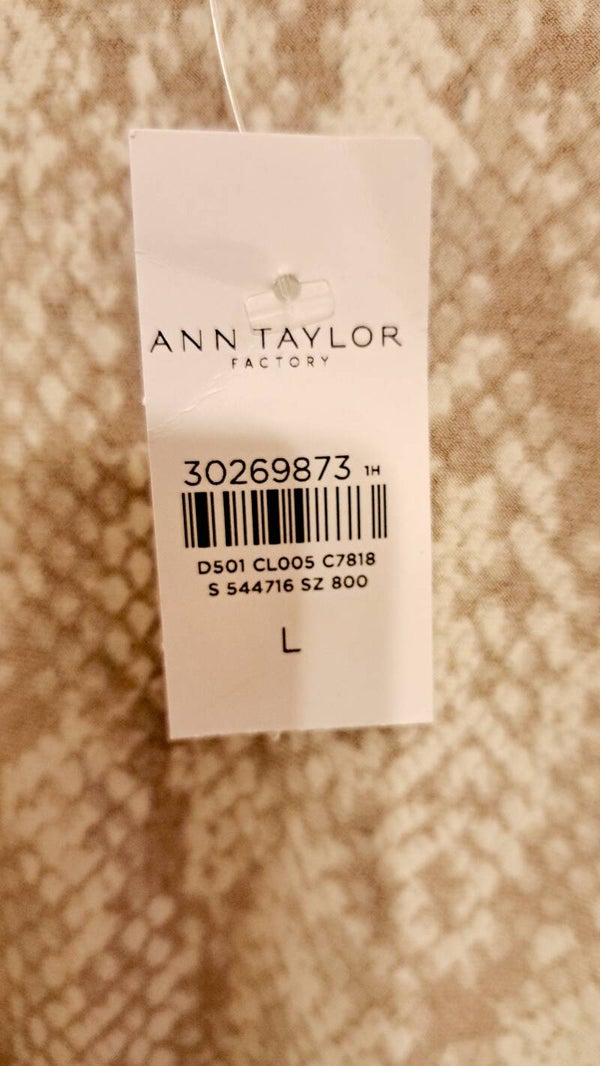 ANN TAYLOR
FACTORY
30269873 1H
D501 CL005 C7818
S 544716 SZ 800
L